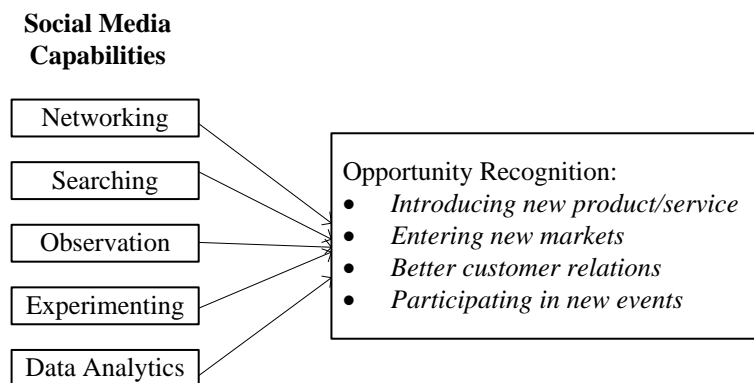 Social Media
Capabilities
Networking
Searching
Observation
Experimenting
Data Analytics
Opportunity Recognition:
• Introducing new product/service
• Entering new markets
• Better customer relations
• Participating in new events